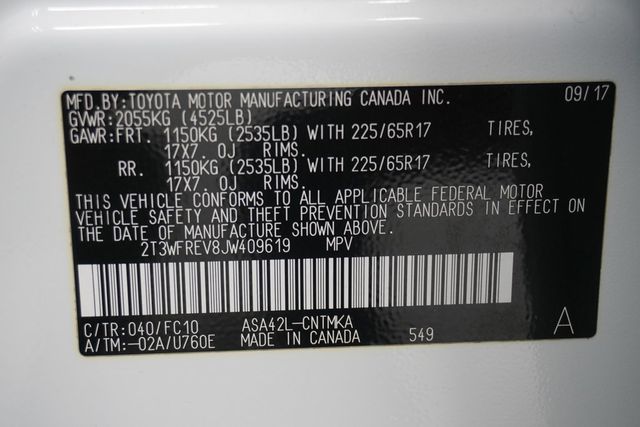 MFD.BY:TOYOTA MOTOR MANUFACTURING CANADA INC. 09/17
GVWR:2055KG (4525LB)
GAWR:FRT. 1150KG (2535LB) WITH 225/65R17 TIRES,
17X7. 0J RIMS.
RR. 1150KG (2535LB) WITH 225/65R17 TIRES,
17X7. 0J RIMS.
THIS VEHICLE CONFORMS TO ALL APPLICABLE FEDERAL MOTOR
VEHICLE SAFETY AND THEFT PREVENTION STANDARDS IN EFFECT ON
THE DATE OF MANUFACTURE SHOWN ABOVE.
2T3WFREV8JW409619 MPV
C/TR:040/FC10 ASA42L-CNTMKA
A/TM:-02A/U760E MADE IN CANADA 549 A